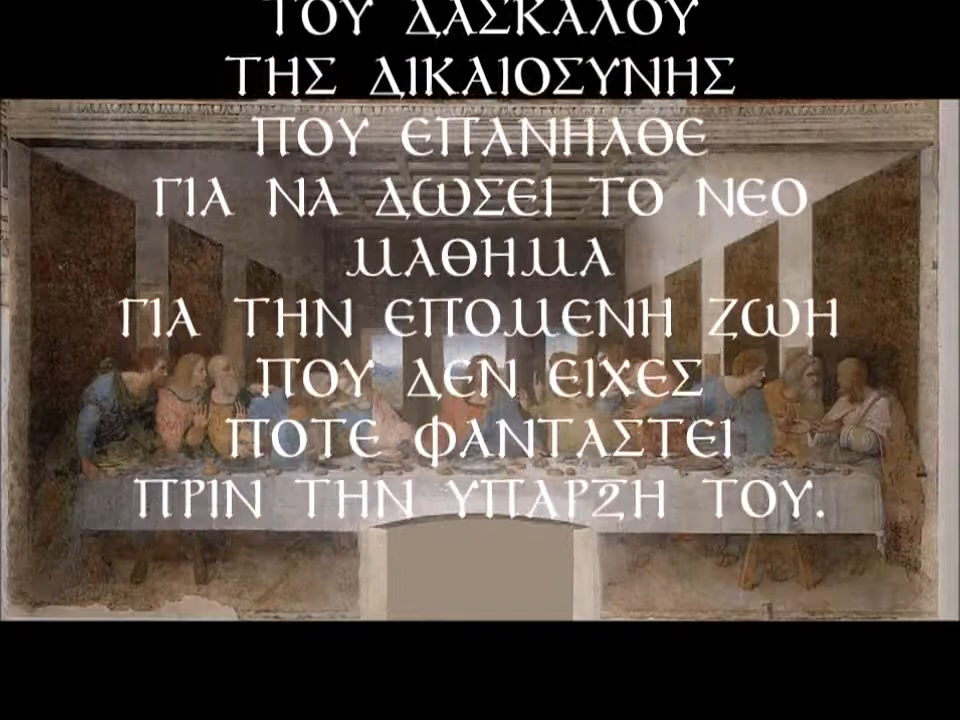 ΤΟΥ ΔΑΣΚΑΛΟΥ
ΤΗΣ ΔΙΚΑΙΟΣΥΝΗΣ
ΠΟΥ ΕΠΑΝΗΛΘΕ
ΓΙΑ ΝΑ ΔΩΣΕΙ ΤΟ ΝΕΟ
ΜΑΘΗΜΑ
ΓΙΑ ΤΗΝ ΕΠΟΜΕΝΗ ΖΩΗ
ΠΟΥ ΔΕΝ ΕΙΧΕΣ
ΠΟΤΕ ΦΑΝΤΑΣΤΕΙ
ΠΡΙΝ ΤΗΝ ΥΠΑΡΞΗ ΤΟΥ.